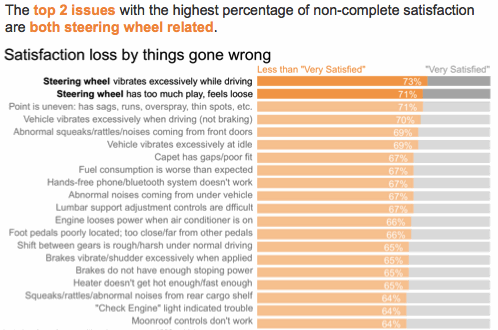 The top 2 issues with the highest percentage of non-complete satisfaction
are both steering wheel related.
Satisfaction loss by things gone wrong
Less than "Very Satisfied" "Very Satisfied"
Steering wheel vibrates excessively while driving 73%
Steering wheel has too much play, feels loose 71%
Point is uneven: has sags, runs, overspray, thin spots, etc. 71%
Vehicle vibrates excessively when driving (not braking) 70%
Abnormal squeaks/rattles/noises coming from front doors 69%
Vehicle vibrates excessively at idle 69%
Capet has gaps/poor fit 67%
Fuel consumption is worse than expected 67%
Hands-free phone/bluetooth system doesn't work 67%
Abnormal noises coming from under vehicle 67%
Lumbar support adjustment controls are difficult 67%
Engine looses power when air conditioner is on 66%
Foot pedals poorly located; too close/far from other pedals 66%
Shift between gears is rough/harsh under normal driving 65%
Brakes vibrate/shudder excessively when applied 65%
Brakes do not have enough stoping power 65%
Heater doesn't get hot enough/fast enough 65%
Squeaks/rattles/abnormal noises from rear cargo shelf 64%
"Check Engine" light indicated trouble 64%
Moonroof controls don't work 64%